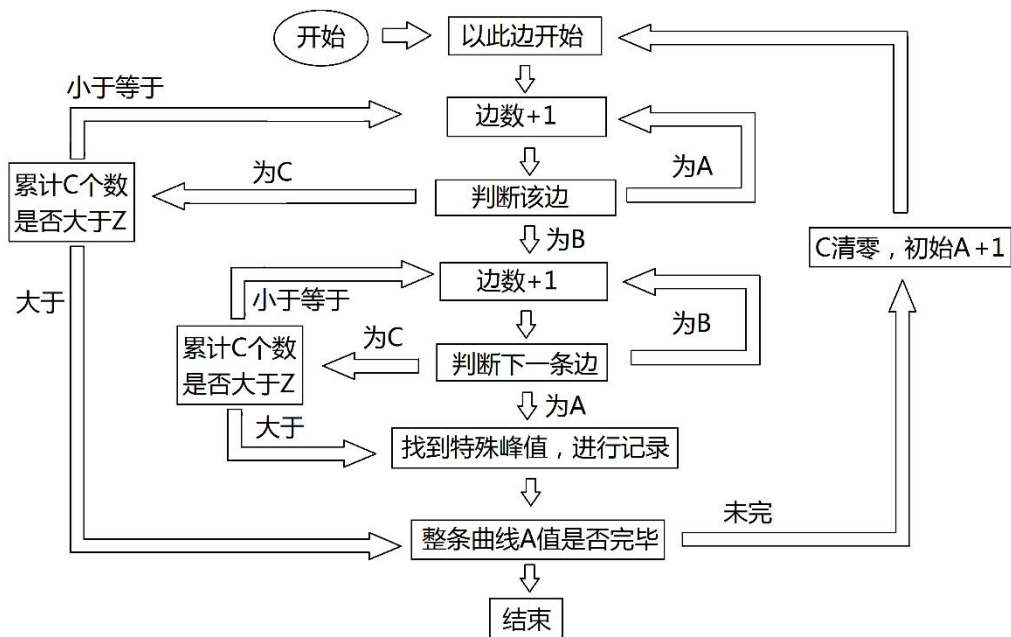 开始
以此边开始
小于等于
边数+1
为C
为A
累计C个数
是否大于Z
判断该边
为B
C清零，初始A+1
大于
小于等于
边数+1
为B
累计C个数
是否大于Z
为C
判断下一条边
为A
大于
找到特殊峰值，进行记录
未完
整条曲线A值是否完毕
结束